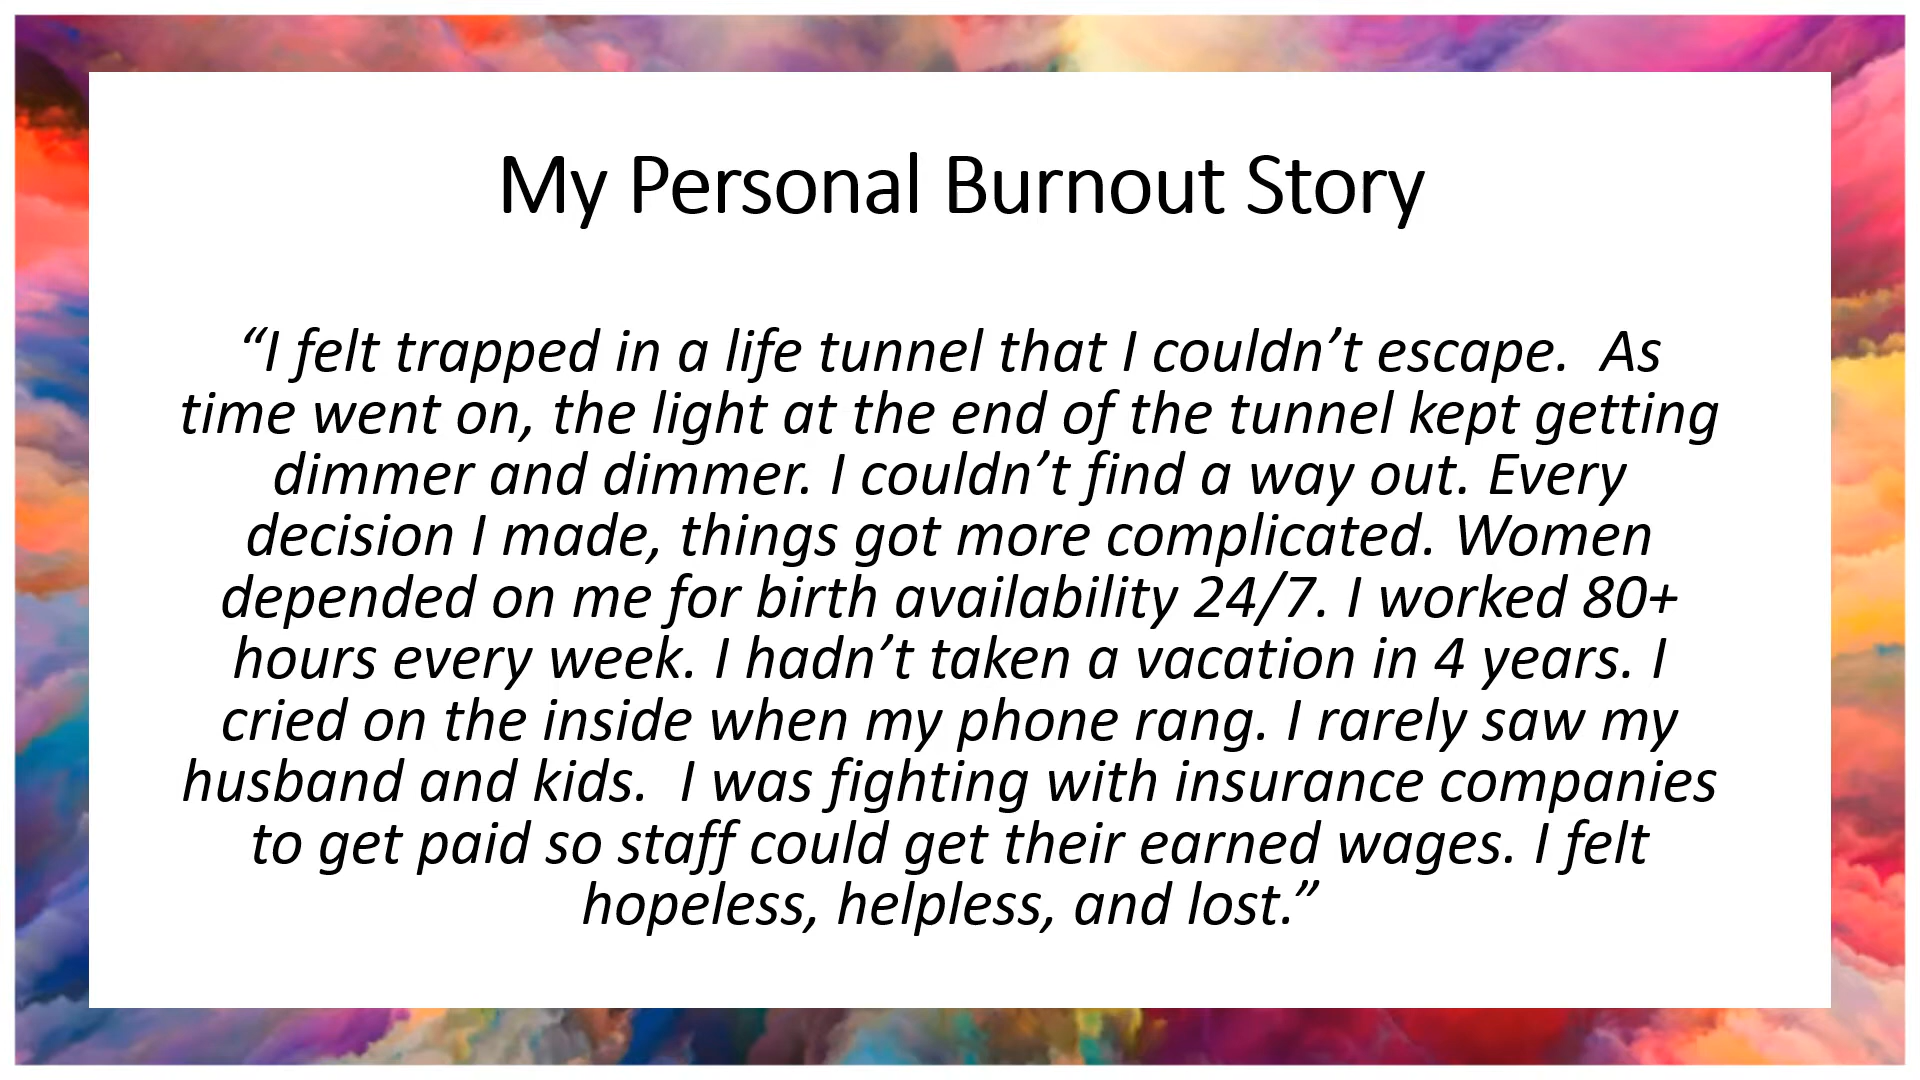 My Personal Burnout Story
“I felt trapped in a life tunnel that I couldn’t escape.  As
time went on, the light at the end of the tunnel kept getting
dimmer and dimmer. I couldn’t find a way out. Every
decision I made, things got more complicated. Women
depended on me for birth availability 24/7. I worked 80+
hours every week. I hadn’t taken a vacation in 4 years. I
cried on the inside when my phone rang. I rarely saw my
husband and kids.  I was fighting with insurance companies
to get paid so staff could get their earned wages. I felt
hopeless, helpless, and lost.”